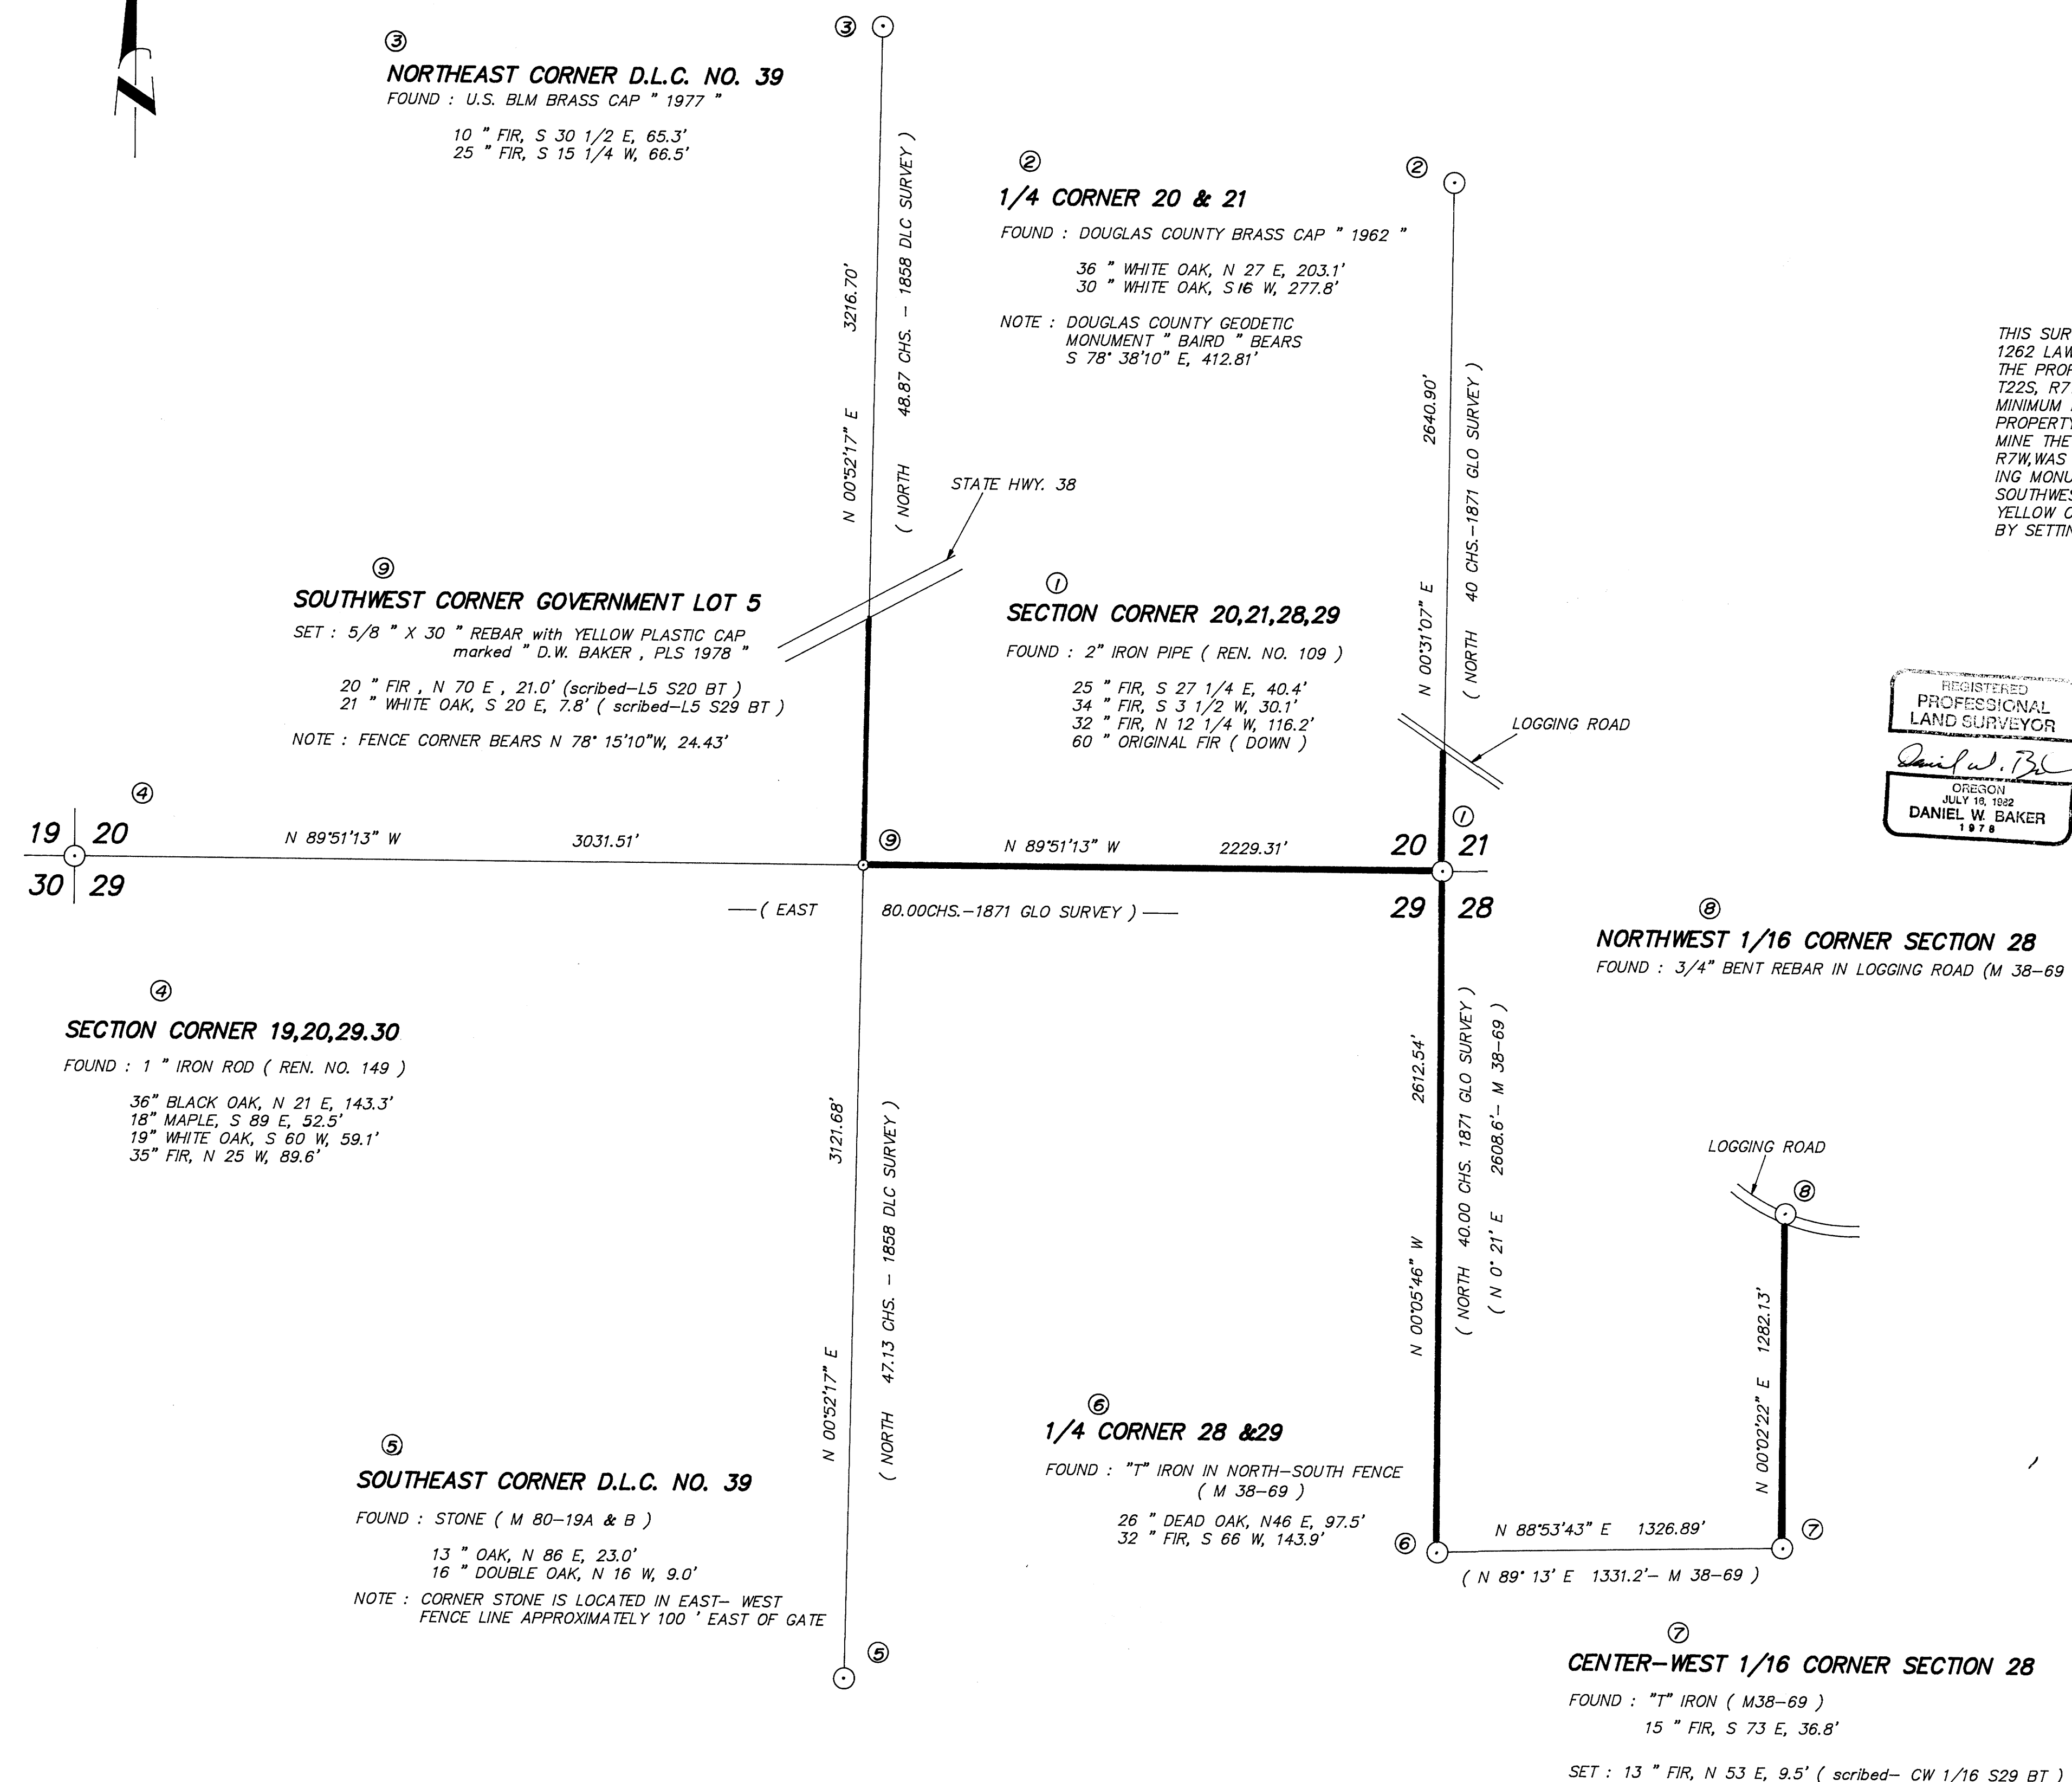 ③
③
NORTHEAST CORNER D.L.C. NO. 39
FOUND : U.S. BLM BRASS CAP " 1977 "
10 " FIR, S 30 1/2 E, 65.3'
25 " FIR, S 15 1/4 W, 66.5'
N
3216.70'
N 00°52'17" E
( NORTH 48.87 CHS. – 1858 DLC SURVEY )
②
②
1/4 CORNER 20 & 21
FOUND : DOUGLAS COUNTY BRASS CAP " 1962 "
36 " WHITE OAK, N 27 E, 203.1'
30 " WHITE OAK, S 16 W, 277.8'
NOTE : DOUGLAS COUNTY GEODETIC
MONUMENT " BAIRD " BEARS
S 78° 38'10" E, 412.81'
2640.90'
N 00°31'07" E
( NORTH 40 CHS.–1871 GLO SURVEY )
THIS SUR
1262 LAW
THE PROP
T22S, R7
MINIMUM
PROPERTY
MINE THE
R7W,WAS
ING MONU
SOUTHWES
YELLOW C
BY SETTIN
STATE HWY. 38
⑨
SOUTHWEST CORNER GOVERNMENT LOT 5
SET : 5/8 " X 30 " REBAR with YELLOW PLASTIC CAP
marked " D.W. BAKER , PLS 1978 "
20 " FIR , N 70 E , 21.0' (scribed–L5 S20 BT )
21 " WHITE OAK, S 20 E, 7.8' ( scribed–L5 S29 BT )
NOTE : FENCE CORNER BEARS N 78° 15'10"W, 24.43'
①
SECTION CORNER 20,21,28,29
FOUND : 2" IRON PIPE ( REN. NO. 109 )
25 " FIR, S 27 1/4 E, 40.4'
34 " FIR, S 3 1/2 W, 30.1'
32 " FIR, N 12 1/4 W, 116.2'
60 " ORIGINAL FIR ( DOWN )
LOGGING ROAD
REGISTERED
PROFESSIONAL
LAND SURVEYOR
OREGON
JULY 16, 1982
DANIEL W. BAKER
1978
④
19 20
30 29
N 89°51'13" W 3031.51'
⑨
N 89°51'13" W 2229.31'
①
20 21
29 28
( EAST 80.00CHS.–1871 GLO SURVEY )
⑧
NORTHWEST 1/16 CORNER SECTION 28
FOUND : 3/4" BENT REBAR IN LOGGING ROAD (M 38–69
④
SECTION CORNER 19,20,29.30
FOUND : 1 " IRON ROD ( REN. NO. 149 )
36" BLACK OAK, N 21 E, 143.3'
18" MAPLE, S 89 E, 52.5'
19" WHITE OAK, S 60 W, 59.1'
35" FIR, N 25 W, 89.6'
3121.68'
N 00°52'17" E
( NORTH 47.13 CHS. – 1858 DLC SURVEY )
2612.54'
N 00°05'46" W
( NORTH 40.00 CHS. 1871 GLO SURVEY )
( N 0° 21' E 2608.6'– M 38–69 )
LOGGING ROAD
⑧
N 00°02'22" E 1282.13'
⑤
SOUTHEAST CORNER D.L.C. NO. 39
FOUND : STONE ( M 80–19A & B )
13 " OAK, N 86 E, 23.0'
16 " DOUBLE OAK, N 16 W, 9.0'
NOTE : CORNER STONE IS LOCATED IN EAST– WEST
FENCE LINE APPROXIMATELY 100 ' EAST OF GATE
⑤
⑥
1/4 CORNER 28 &29
FOUND : "T" IRON IN NORTH–SOUTH FENCE
( M 38–69 )
26 " DEAD OAK, N46 E, 97.5'
32 " FIR, S 66 W, 143.9'
⑥
N 88°53'43" E 1326.89'
⑦
( N 89° 13' E 1331.2'– M 38–69 )
⑦
CENTER–WEST 1/16 CORNER SECTION 28
FOUND : "T" IRON ( M38–69 )
15 " FIR, S 73 E, 36.8'
SET : 13 " FIR, N 53 E, 9.5' ( scribed– CW 1/16 S29 BT )